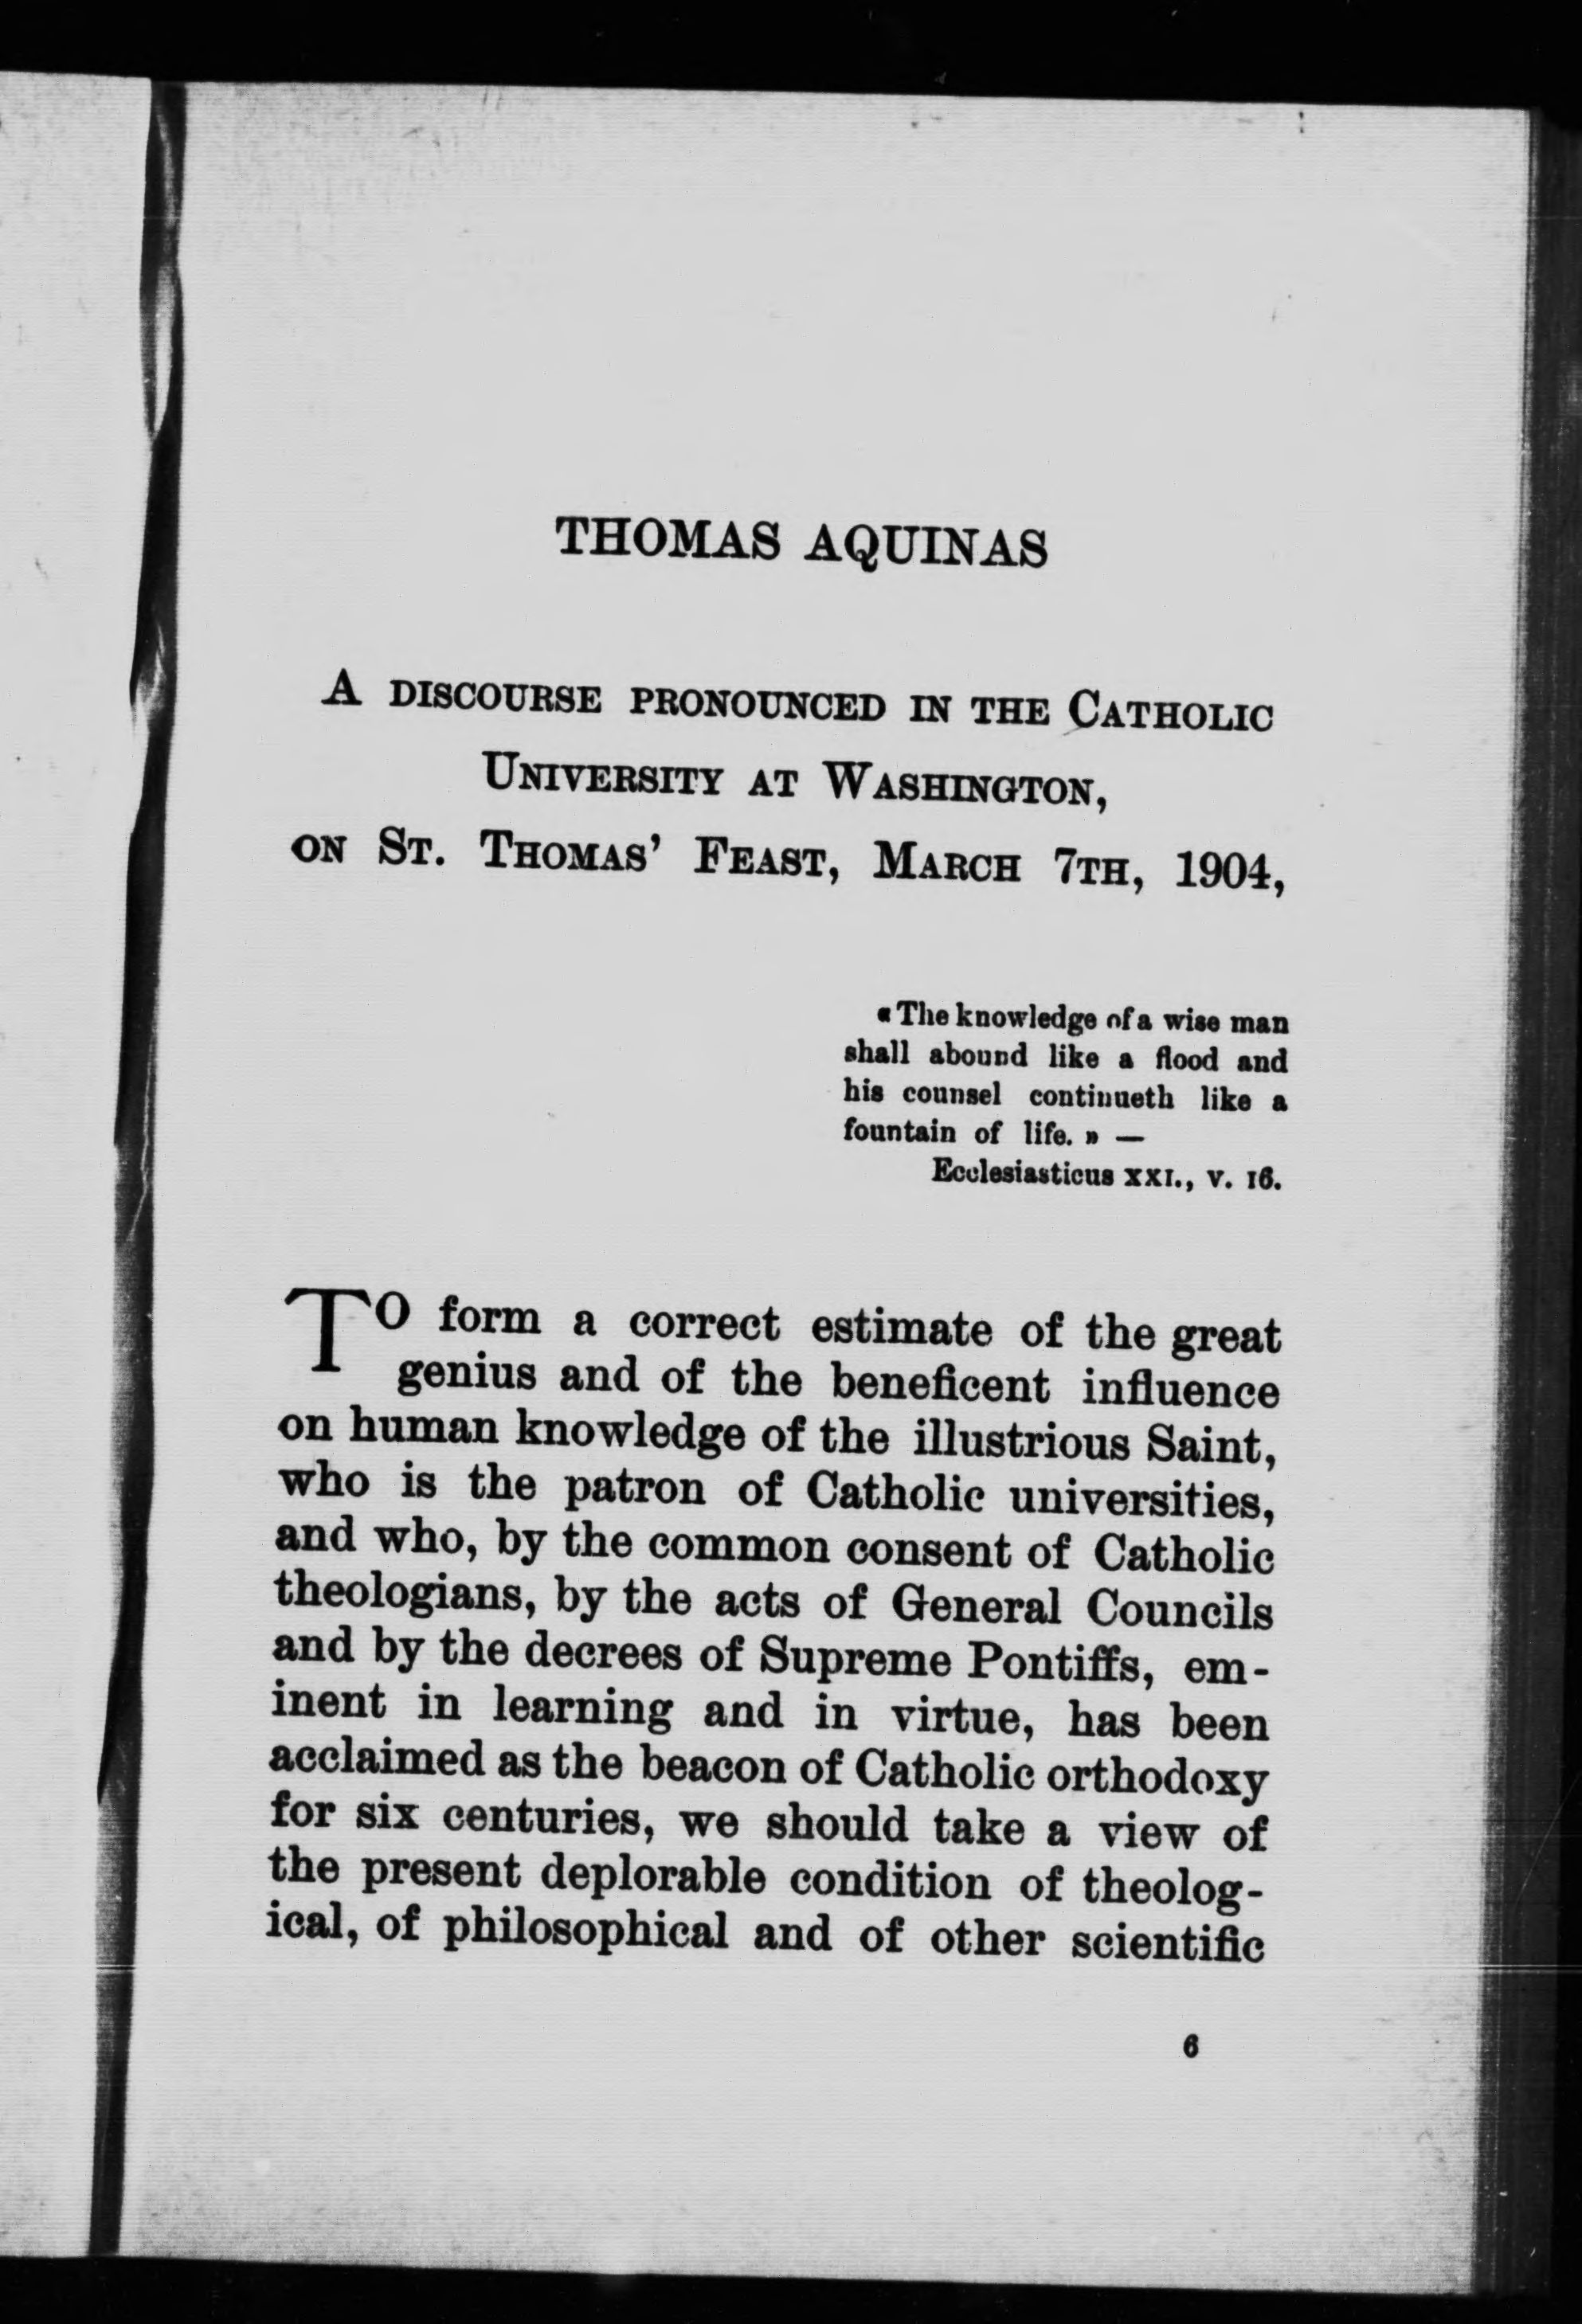 THOMAS AQUINAS
A DISCOURSE PRONOUNCED IN THE CATHOLIC
UNIVERSITY AT WASHINGTON,
ON ST. THOMAS' FEAST, MARCH 7TH, 1904,
« The knowledge of a wise man
shall abound like a flood and
his counsel continueth like a
fountain of life. » —
Ecclesiasticus XXI., V. 16.
TO form a correct estimate of the great
genius and of the beneficent influence
on human knowledge of the illustrious Saint,
who is the patron of Catholic universities,
and who, by the common consent of Catholic
theologians, by the acts of General Councils
and by the decrees of Supreme Pontiffs, em-
inent in learning and in virtue, has been
acclaimed as the beacon of Catholic orthodoxy
for six centuries, we should take a view of
the present deplorable condition of theolog-
ical, of philosophical and of other scientific
6